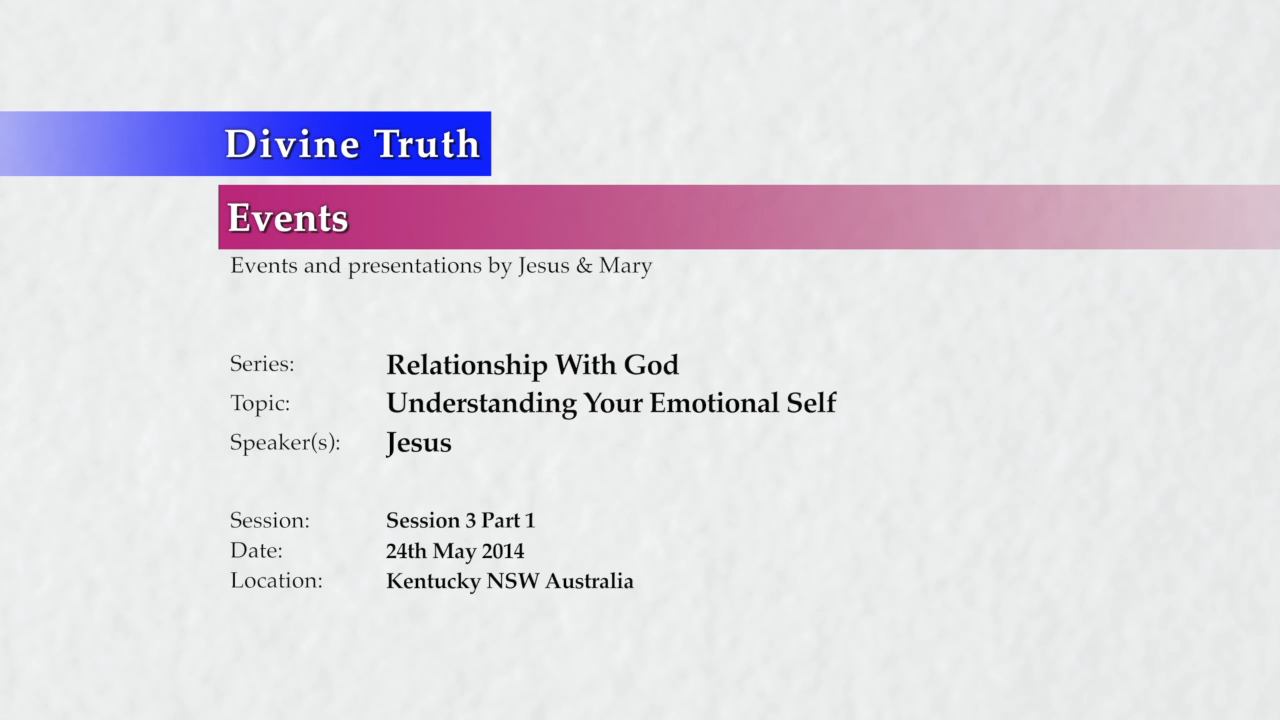 Divine Truth
Events
Events and presentations by Jesus & Mary
Series: Relationship With God
Topic: Understanding Your Emotional Self
Speaker(s): Jesus
Session: Session 3 Part 1
Date: 24th May 2014
Location: Kentucky NSW Australia